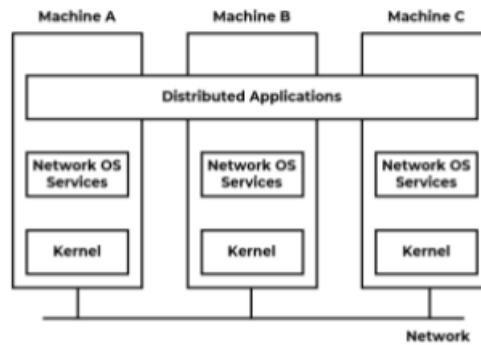 Machine A
Machine B
Machine C
Distributed Applications
Network OS
Services
Network OS
Services
Network OS
Services
Kernel
Kernel
Kernel
Network